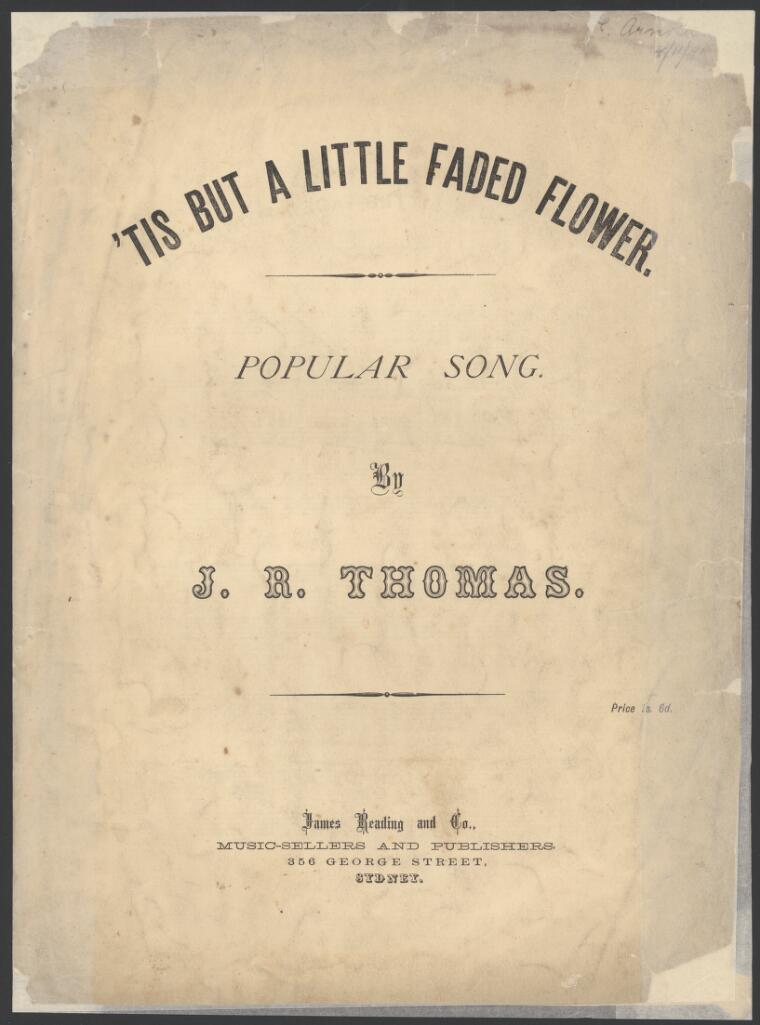 'TIS BUT A LITTLE FADED FLOWER.
POPULAR SONG.
By
J. R. THOMAS.
Price 1s. 6d.
James Reading and Co.,
MUSIC-SELLERS AND PUBLISHERS
356 GEORGE STREET,
SYDNEY.